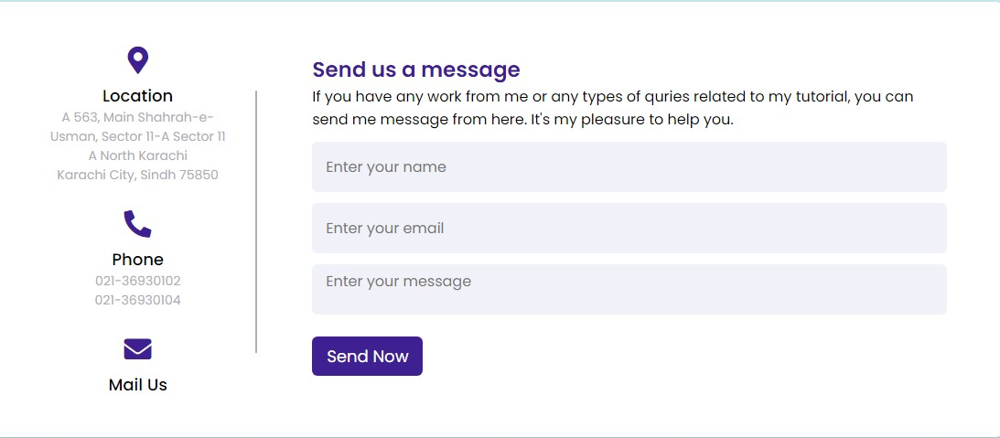 Location
A 563, Main Shahrah-e-
Usman, Sector 11-A Sector 11
A North Karachi
Karachi City, Sindh 75850
Phone
021-36930102
021-36930104
Mail Us
Send us a message
If you have any work from me or any types of quries related to my tutorial, you can
send me message from here. It's my pleasure to help you.
Enter your name
Enter your email
Enter your message
Send Now